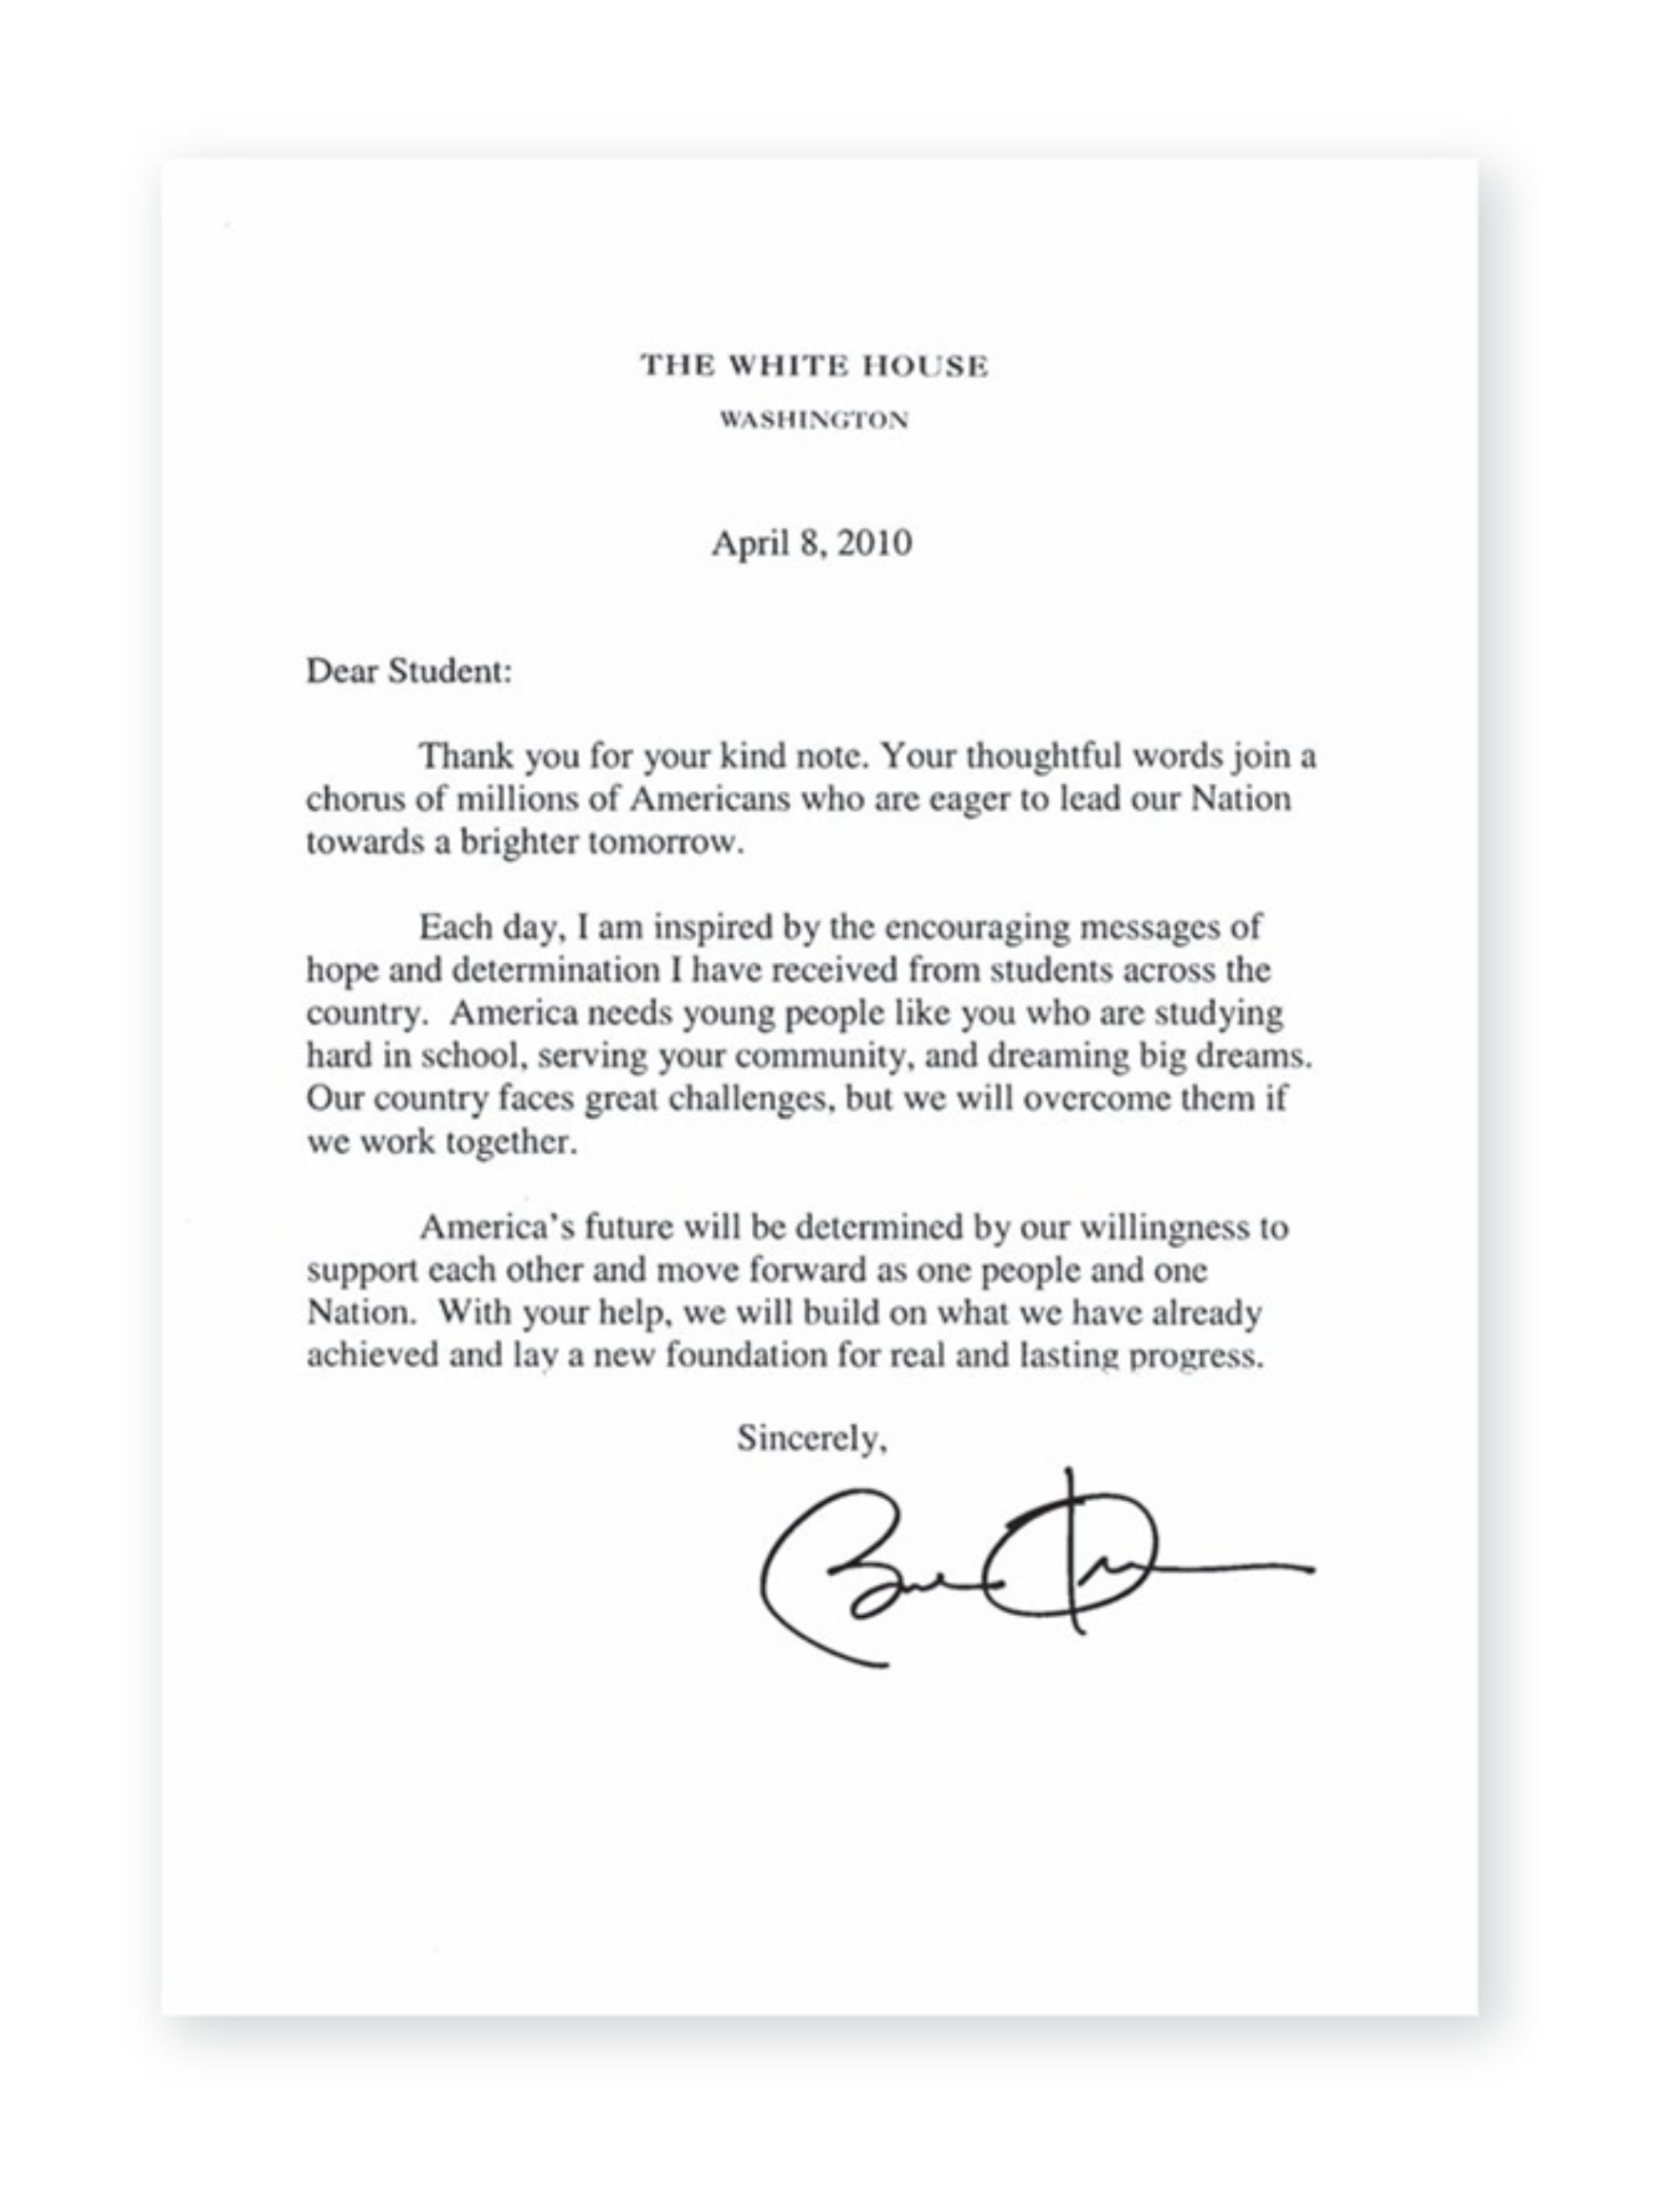 THE WHITE HOUSE
WASHINGTON
April 8, 2010
Dear Student:
Thank you for your kind note. Your thoughtful words join a
chorus of millions of Americans who are eager to lead our Nation
towards a brighter tomorrow.
Each day, I am inspired by the encouraging messages of
hope and determination I have received from students across the
country.  America needs young people like you who are studying
hard in school, serving your community, and dreaming big dreams.
Our country faces great challenges, but we will overcome them if
we work together.
America's future will be determined by our willingness to
support each other and move forward as one people and one
Nation.  With your help, we will build on what we have already
achieved and lay a new foundation for real and lasting progress.
Sincerely,